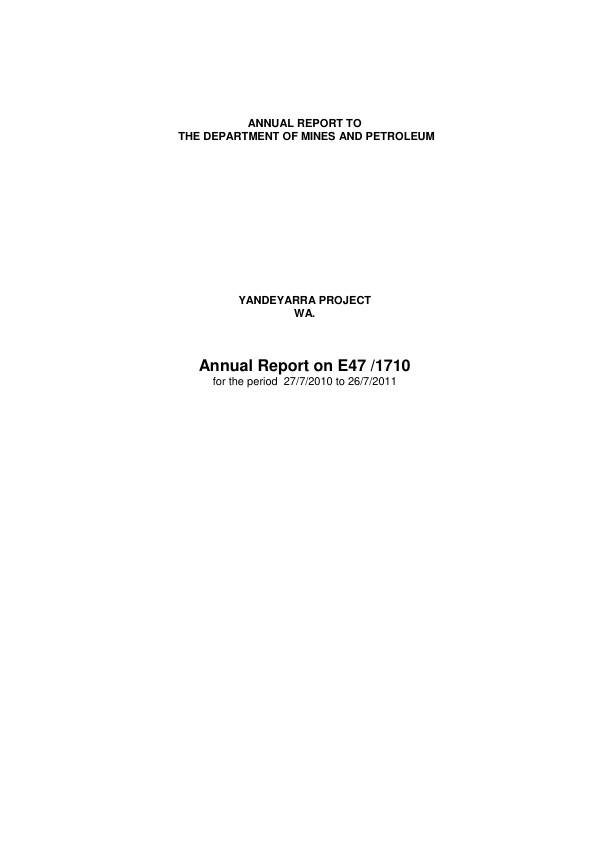 ANNUAL REPORT TO
THE DEPARTMENT OF MINES AND PETROLEUM
YANDEYARRA PROJECT
WA.
Annual Report on E47 /1710
for the period  27/7/2010 to 26/7/2011